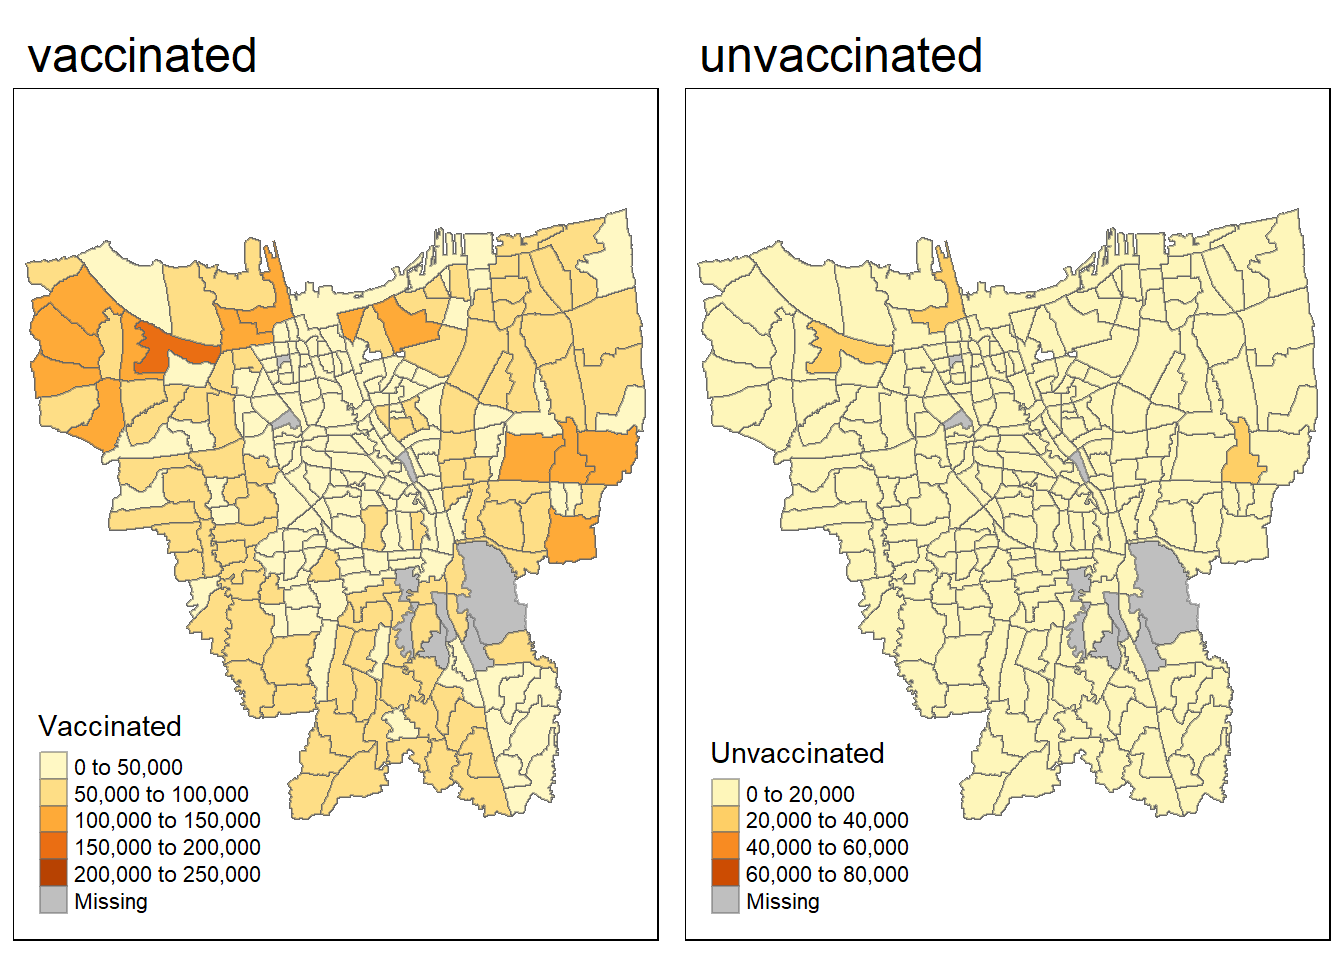 vaccinated
Vaccinated
0 to 50,000
50,000 to 100,000
100,000 to 150,000
150,000 to 200,000
200,000 to 250,000
Missing
unvaccinated
Unvaccinated
0 to 20,000
20,000 to 40,000
40,000 to 60,000
60,000 to 80,000
Missing